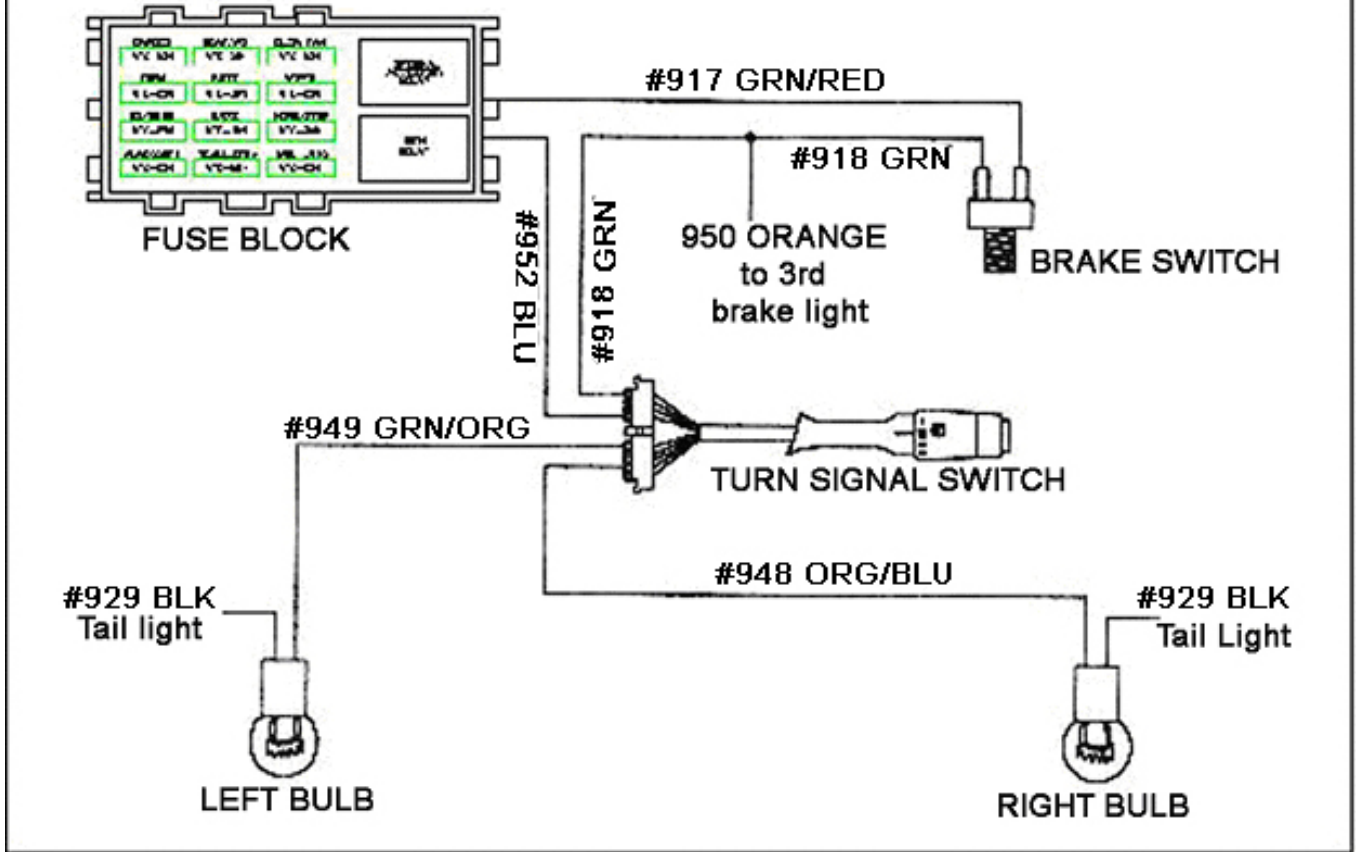 #917 GRN/RED
#918 GRN
FUSE BLOCK
#952 BLU
#918 GRN
950 ORANGE
to 3rd
brake light
BRAKE SWITCH
#949 GRN/ORG
TURN SIGNAL SWITCH
#948 ORG/BLU
#929 BLK
Tail light
#929 BLK
Tail Light
LEFT BULB
RIGHT BULB